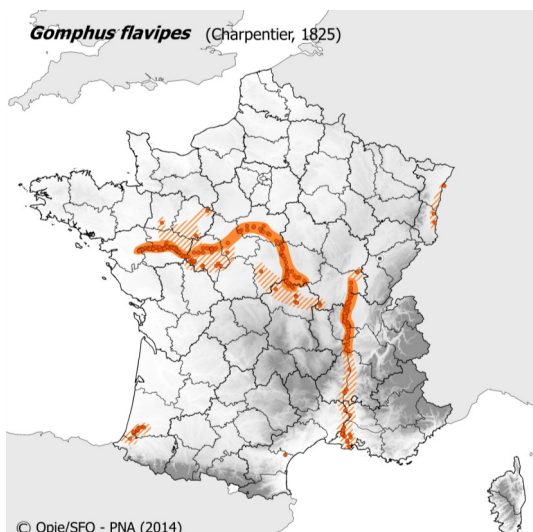 Gomphus flavipes (Charpentier, 1825)
© Opie/SFO - PNA (2014)